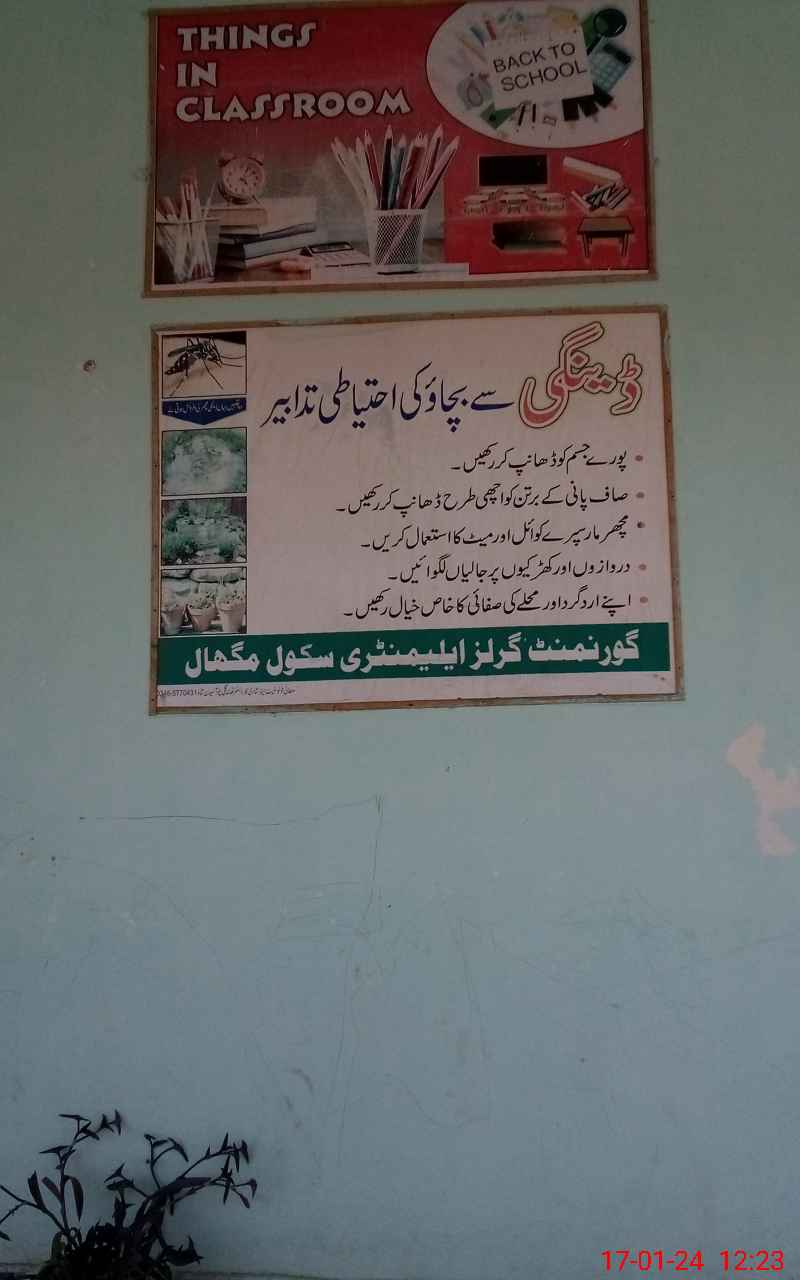 THINGS
IN
CLASSROOM
BACK TO
SCHOOL
ڈینگی سے بچاؤ کی احتیاطی تدابیر
پورے جسم کو ڈھانپ کر رکھیں۔
صاف پانی کے برتن کو اچھی طرح ڈھانپ کر رکھیں۔
مچھر مار سپرے کوائل اور میٹ کا استعمال کریں۔
دروازوں اور کھڑکیوں پر جالیاں لگوائیں۔
اپنے اردگرد اور محلے کی صفائی کا خاص خیال رکھیں۔
گورنمنٹ گرلز ایلیمنٹری سکول مگھال
17-01-24 12:23